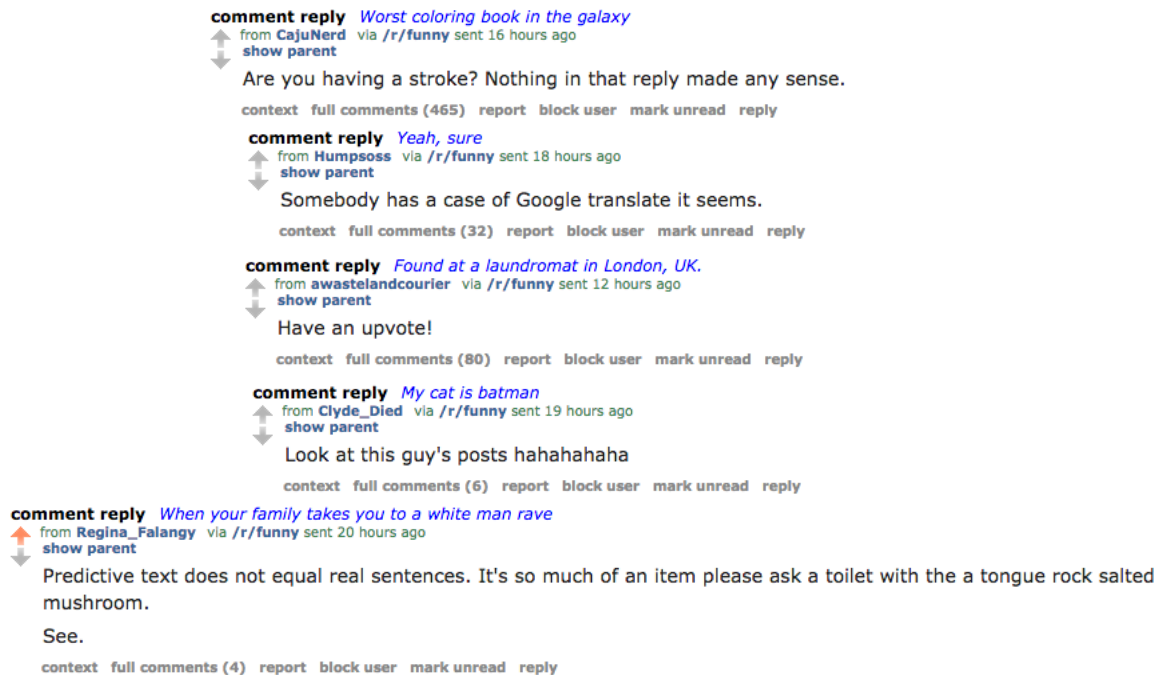 comment reply Worst coloring book in the galaxy
from CajuNerd via /r/funny sent 16 hours ago
show parent
Are you having a stroke? Nothing in that reply made any sense.
context full comments (465) report block user mark unread reply
comment reply Yeah, sure
from Humpsoss via /r/funny sent 18 hours ago
show parent
Somebody has a case of Google translate it seems.
context full comments (32) report block user mark unread reply
comment reply Found at a laundromat in London, UK.
from awastelandcourier via /r/funny sent 12 hours ago
show parent
Have an upvote!
context full comments (80) report block user mark unread reply
comment reply My cat is batman
from Clyde_Died via /r/funny sent 19 hours ago
show parent
Look at this guy's posts hahahahaha
context full comments (6) report block user mark unread reply
comment reply When your family takes you to a white man rave
from Regina_Falangy via /r/funny sent 20 hours ago
show parent
Predictive text does not equal real sentences. It's so much of an item please ask a toilet with the a tongue rock salted
mushroom.
See.
context full comments (4) report block user mark unread reply